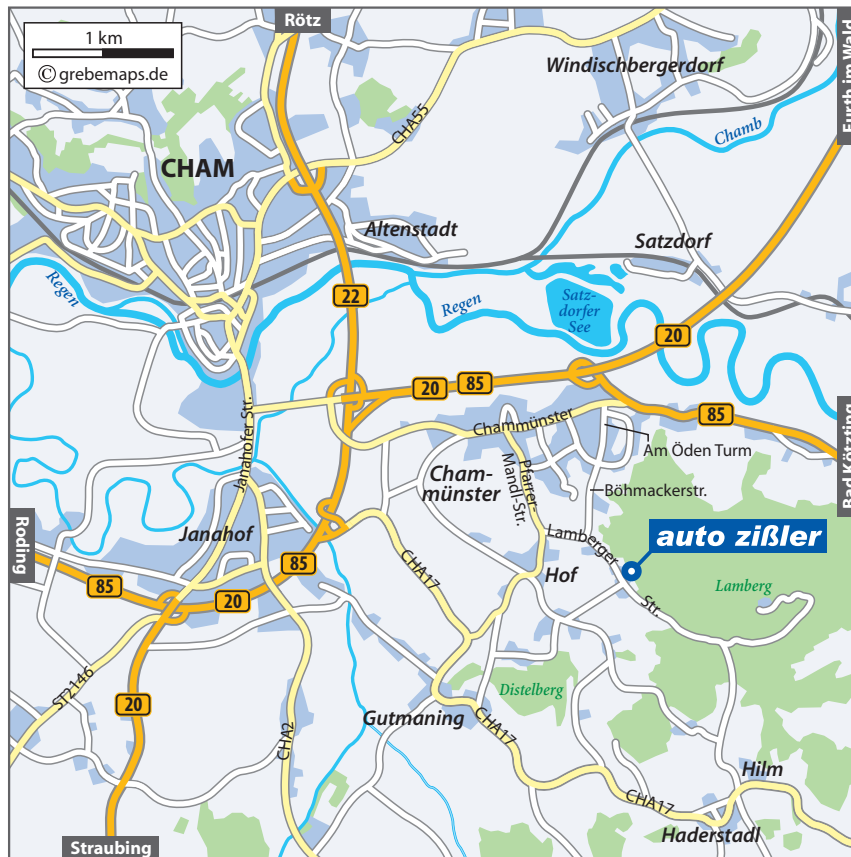 Rötz
1 km
© grebemaps.de
Windischbergerdorf
Furth im Wald
CHA55
Chamb
CHAM
Altenstadt
Satzdorf
Regen
22
Regen
Satz-
dorfer
See
20
20
85
85
Janahofer Str.
Chammünster
Am Öden Turm
Bad Kötzting
Cham-
münster
Pfarrer-
Mandl-Str.
Böhmackerstr.
Janahof
Lamberger
Str.
auto zißler
Roding
85
20
85
CHA17
Hof
Lamberg
ST2146
20
CHA2
Distelberg
Gutmaning
CHA17
Hilm
CHA17
Haderstadl
Straubing